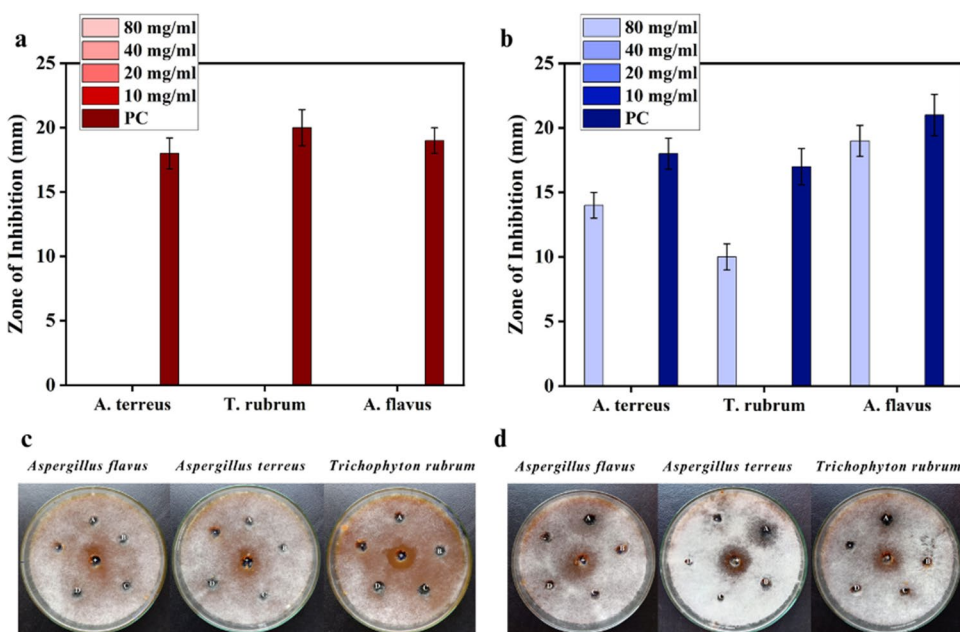 a
80 mg/ml
40 mg/ml
20 mg/ml
10 mg/ml
PC
25
20
15
10
5
0
Zone of Inhibition (mm)
A. terreus
T. rubrum
A. flavus
b
80 mg/ml
40 mg/ml
20 mg/ml
10 mg/ml
PC
25
20
15
10
5
0
Zone of Inhibition (mm)
A. terreus
T. rubrum
A. flavus
c
Aspergillus flavus
Aspergillus terreus
Trichophyton rubrum
A
D
A
D
A
B
d
Aspergillus flavus
Aspergillus terreus
Trichophyton rubrum
A
B
D
A
B
A
B
D